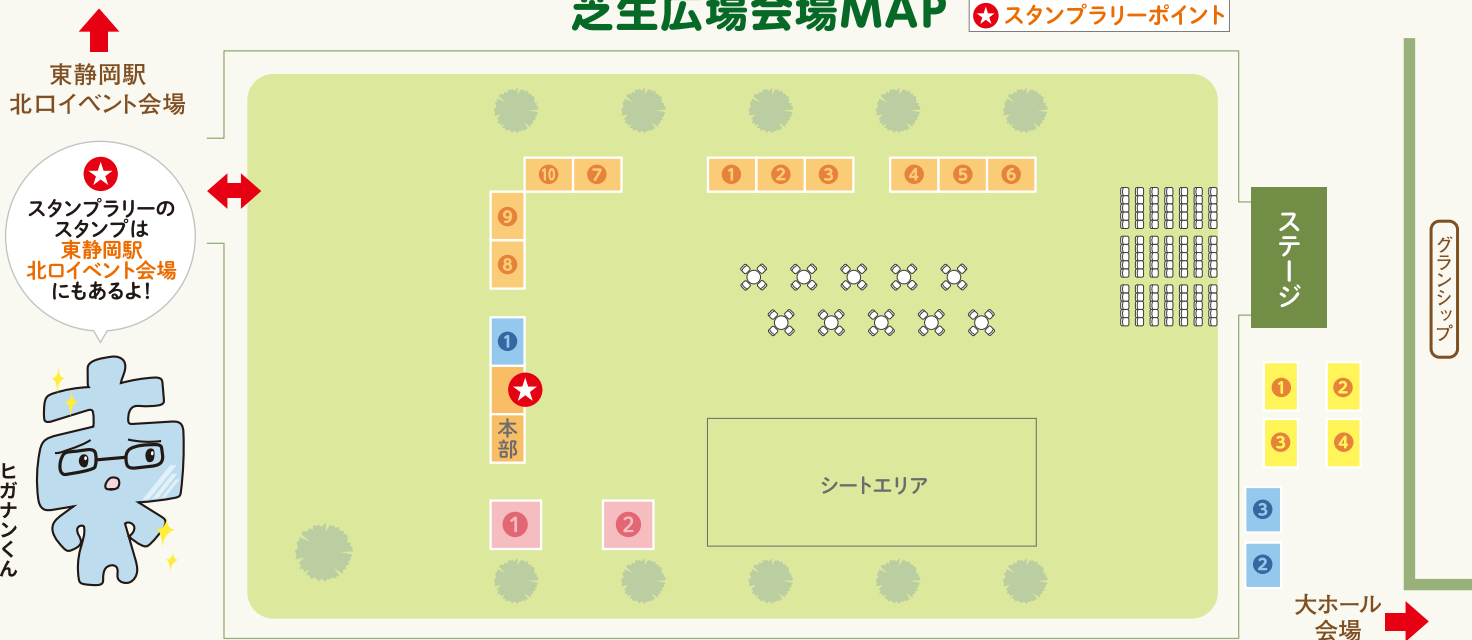 芝生広場会場MAP
スタンプラリーポイント
東静岡駅
北口イベント会場
スタンプラリーの
スタンプは
東静岡駅
北口イベント会場
にもあるよ!
ヒガナンくん
10 7
1 2 3
4 5 6
9
8
1
本部
1
2
シートエリア
ステージ
グランシップ
1 2
3 4
3
2
大ホール
会場